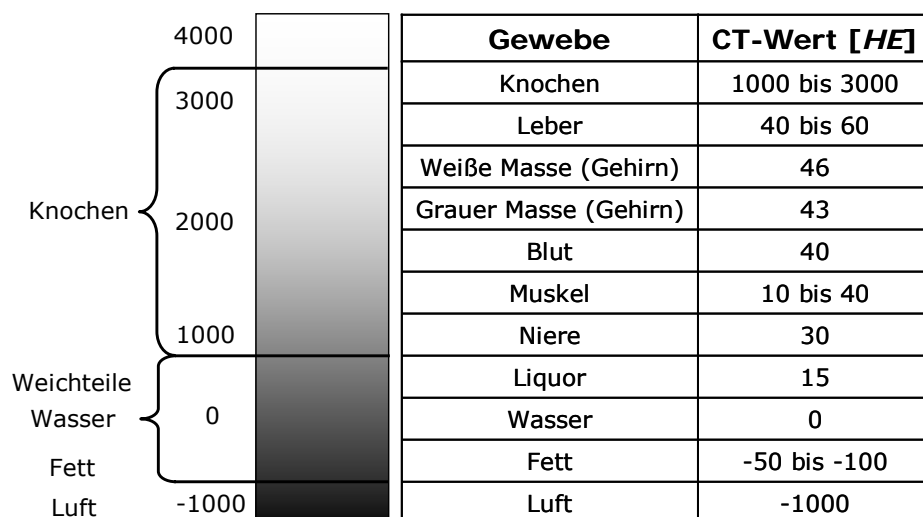 4000
3000
Knochen
2000
1000
Weichteile
Wasser
0
Fett
Luft
-1000
Gewebe CT-Wert [HE]
Knochen 1000 bis 3000
Leber 40 bis 60
Weiße Masse (Gehirn) 46
Grauer Masse (Gehirn) 43
Blut 40
Muskel 10 bis 40
Niere 30
Liquor 15
Wasser 0
Fett -50 bis -100
Luft -1000